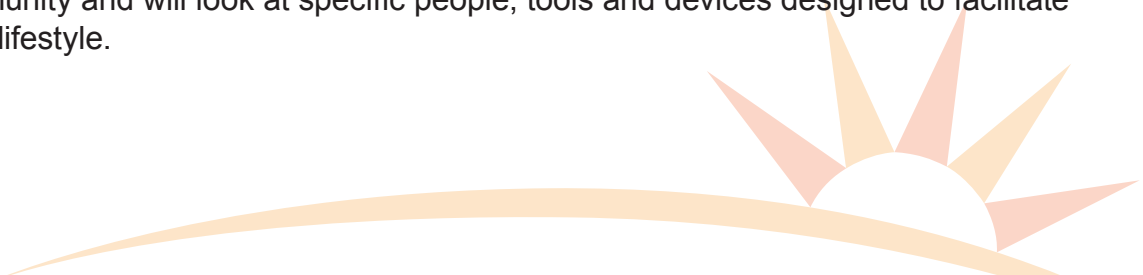 unity and will look at specific people, tools and devices designed to facilitate
lifestyle.